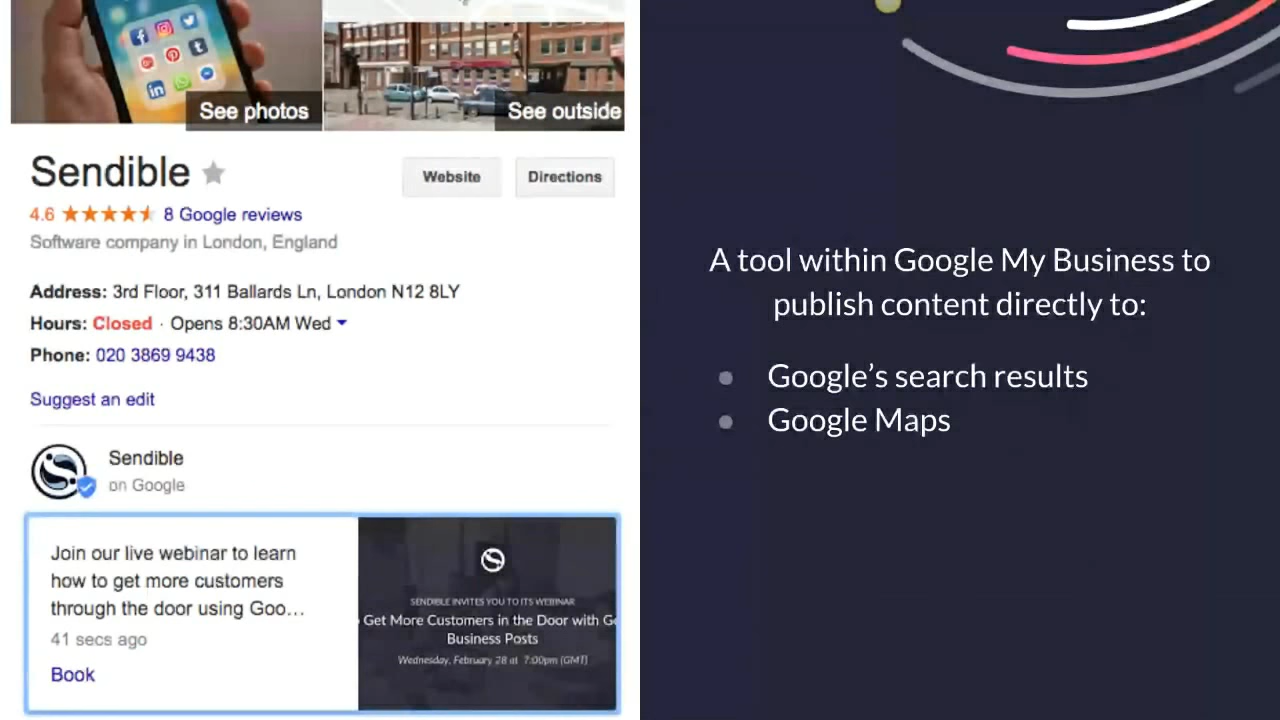 See photos
See outside
Sendible
Website
Directions
4.6
8 Google reviews
Software company in London, England
Address: 3rd Floor, 311 Ballards Ln, London N12 8LY
Hours: Closed · Opens 8:30AM Wed
Phone: 020 3869 9438
Suggest an edit
Sendible
on Google
Join our live webinar to learn
how to get more customers
through the door using Goo...
41 secs ago
Book
SENDIBLE INVITES YOU TO ITS WEBINAR
Get More Customers in the Door with
Business Posts
Wednesday, February 28 at 7:00pm (GMT)
A tool within Google My Business to
publish content directly to:
Google’s search results
Google Maps